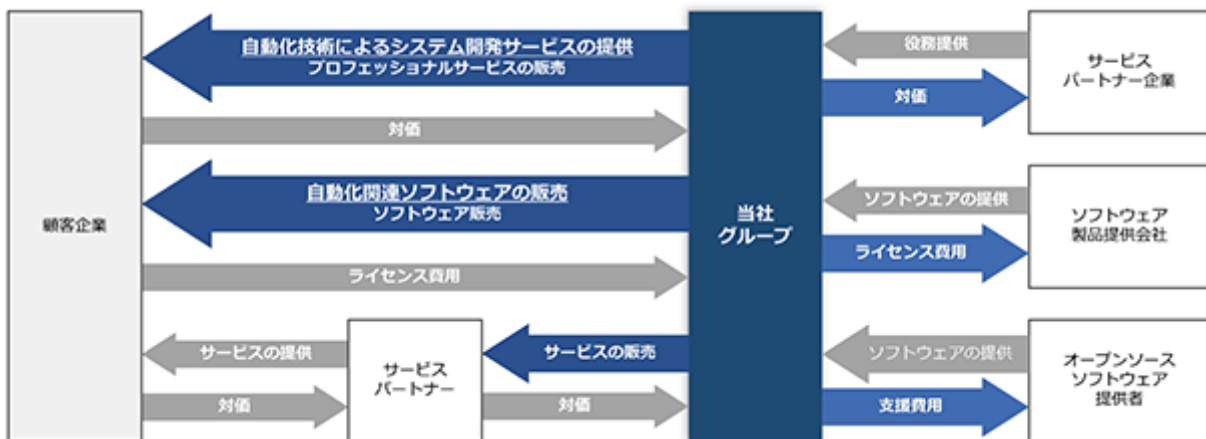 自動化技術によるシステム開発サービスの提供
プロフェッショナルサービスの販売
対価
自動化関連ソフトウェアの販売
ソフトウェア販売
ライセンス費用
顧客企業
サービスの提供
対価
サービス
パートナー
サービスの販売
対価
当社
グループ
役務提供
対価
サービス
パートナー企業
ソフトウェアの提供
ライセンス費用
ソフトウェア
製品提供会社
ソフトウェアの提供
支援費用
オープンソース
ソフトウェア
提供者